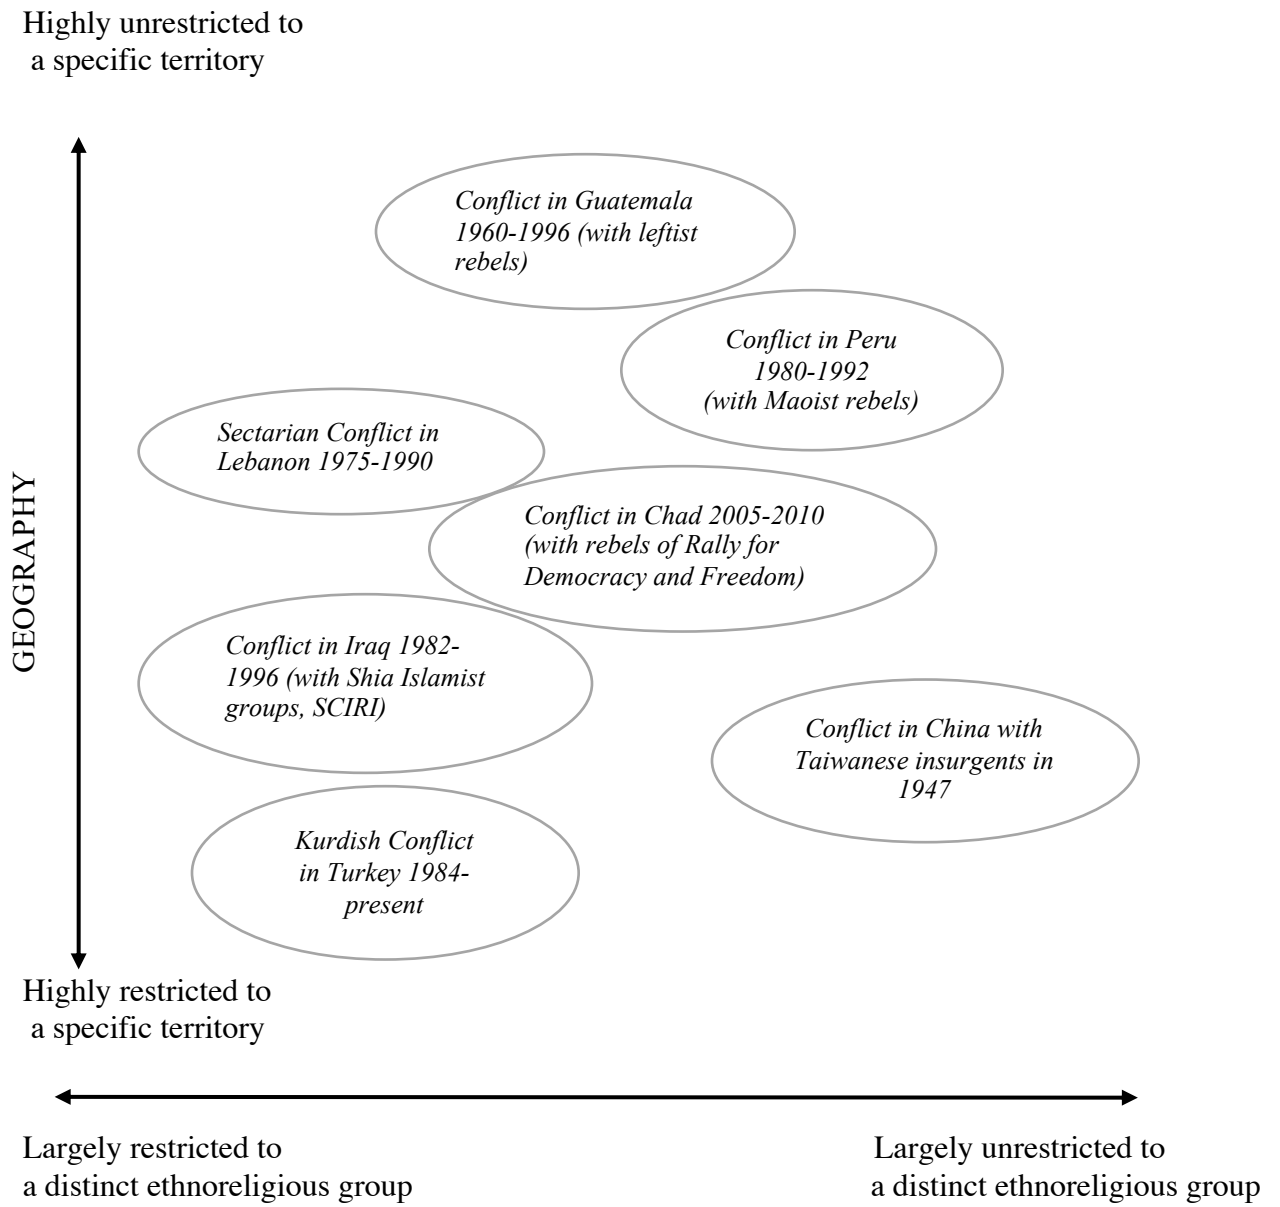 Highly unrestricted to
a specific territory
Conflict in Guatemala
1960-1996 (with leftist
rebels)
Conflict in Peru
1980-1992
(with Maoist rebels)
Sectarian Conflict in
Lebanon 1975-1990
GEOGRAPHY
Conflict in Chad 2005-2010
(with rebels of Rally for
Democracy and Freedom)
Conflict in Iraq 1982-
1996 (with Shia Islamist
groups, SCIRI)
Conflict in China with
Taiwanese insurgents in
1947
Kurdish Conflict
in Turkey 1984-
present
Highly restricted to
a specific territory
Largely restricted to
a distinct ethnoreligious group
Largely unrestricted to
a distinct ethnoreligious group